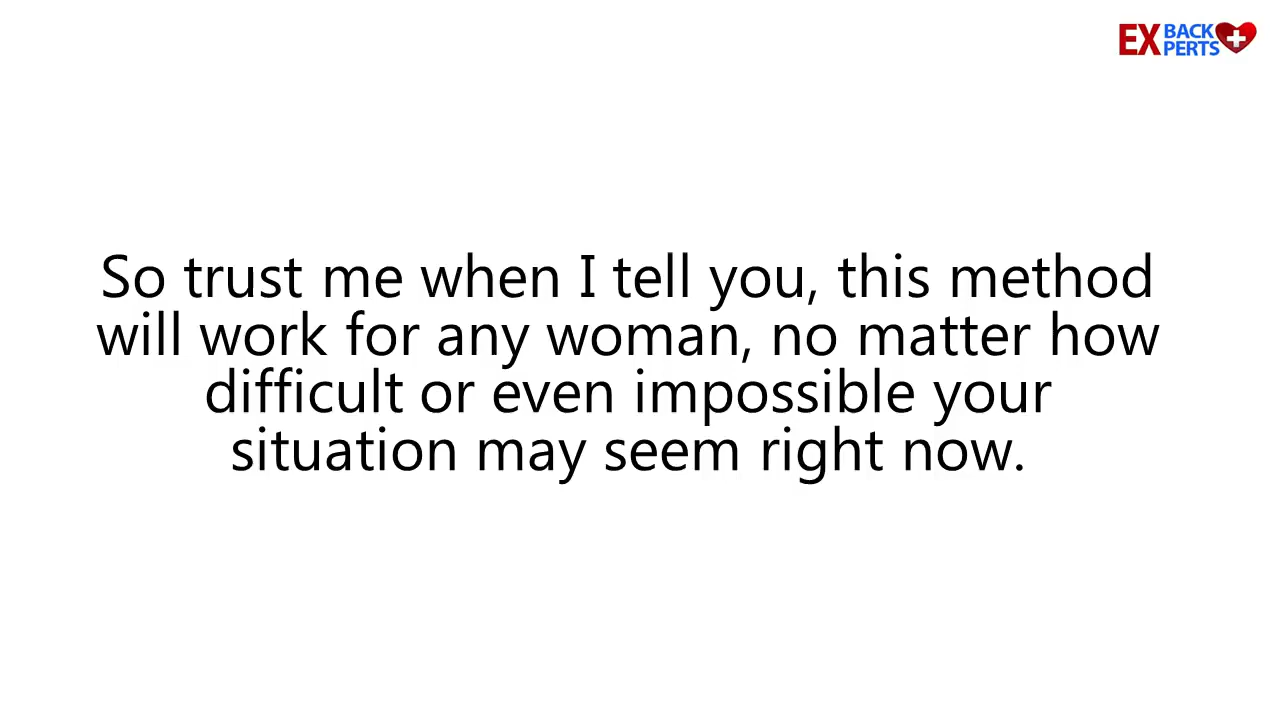 EX BACK
PERTS
So trust me when I tell you, this method
will work for any woman, no matter how
difficult or even impossible your
situation may seem right now.